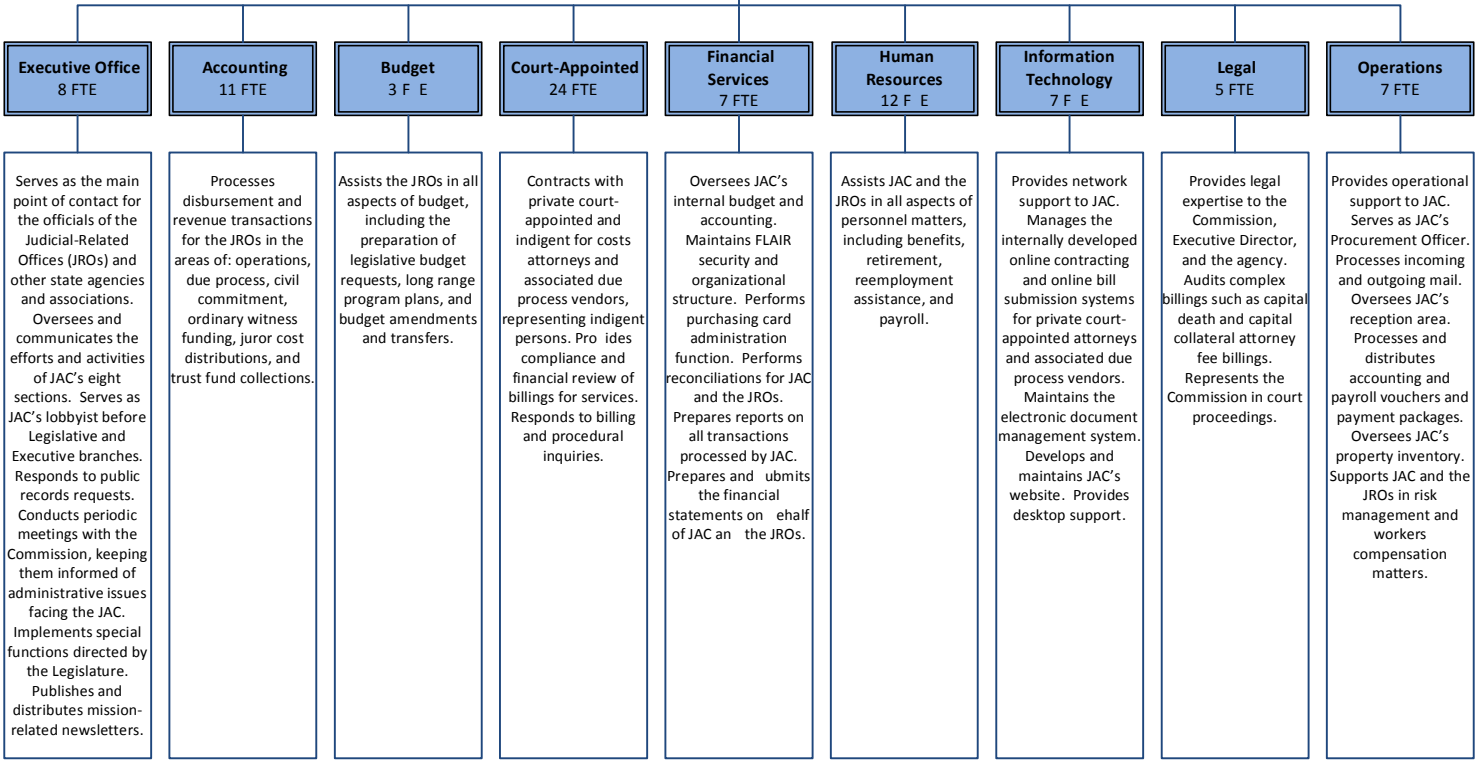 Executive Office
8 FTE
Serves as the main
point of contact for
the officials of the
Judicial-Related
Offices (JROs) and
other state agencies
and associations.
Oversees and
communicates the
efforts and activities
of JAC’s eight
sections. Serves as
JAC’s lobbyist before
Legislative and
Executive branches.
Responds to public
records requests.
Conducts periodic
meetings with the
Commission, keeping
them informed of
administrative issues
facing the JAC.
Implements special
functions directed by
the Legislature.
Publishes and
distributes mission-
related newsletters.
Accounting
11 FTE
Processes
disbursement and
revenue transactions
for the JROs in the
areas of: operations,
due process, civil
commitment,
ordinary witness
funding, juror cost
distributions, and
trust fund collections.
Budget
3 F E
Assists the JROs in all
aspects of budget,
including the
preparation of
legislative budget
requests, long range
program plans, and
budget amendments
and transfers.
Court-Appointed
24 FTE
Contracts with
private court-
appointed and
indigent for costs
attorneys and
associated due
process vendors,
representing indigent
persons. Pro ides
compliance and
financial review of
billings for services.
Responds to billing
and procedural
inquiries.
Financial
Services
7 FTE
Oversees JAC’s
internal budget and
accounting.
Maintains FLAIR
security and
organizational
structure. Performs
purchasing card
administration
function. Performs
reconciliations for JAC
and the JROs.
Prepares reports on
all transactions
processed by JAC.
Prepares and ubmits
the financial
statements on ehalf
of JAC an the JROs.
Human
Resources
12 F E
Assists JAC and the
JROs in all aspects of
personnel matters,
including benefits,
retirement,
reemployment
assistance, and
payroll.
Information
Technology
7 F E
Provides network
support to JAC.
Manages the
internally developed
online contracting
and online bill
submission systems
for private court-
appointed attorneys
and associated due
process vendors.
Maintains the
electronic document
management system.
Develops and
maintains JAC’s
website. Provides
desktop support.
Legal
5 FTE
Provides legal
expertise to the
Commission,
Executive Director,
and the agency.
Audits complex
billings such as capital
death and capital
collateral attorney
fee billings.
Represents the
Commission in court
proceedings.
Operations
7 FTE
Provides operational
support to JAC.
Serves as JAC’s
Procurement Officer.
Processes incoming
and outgoing mail.
Oversees JAC’s
reception area.
Processes and
distributes
accounting and
payroll vouchers and
payment packages.
Oversees JAC’s
property inventory.
Supports JAC and the
JROs in risk
management and
workers
compensation
matters.